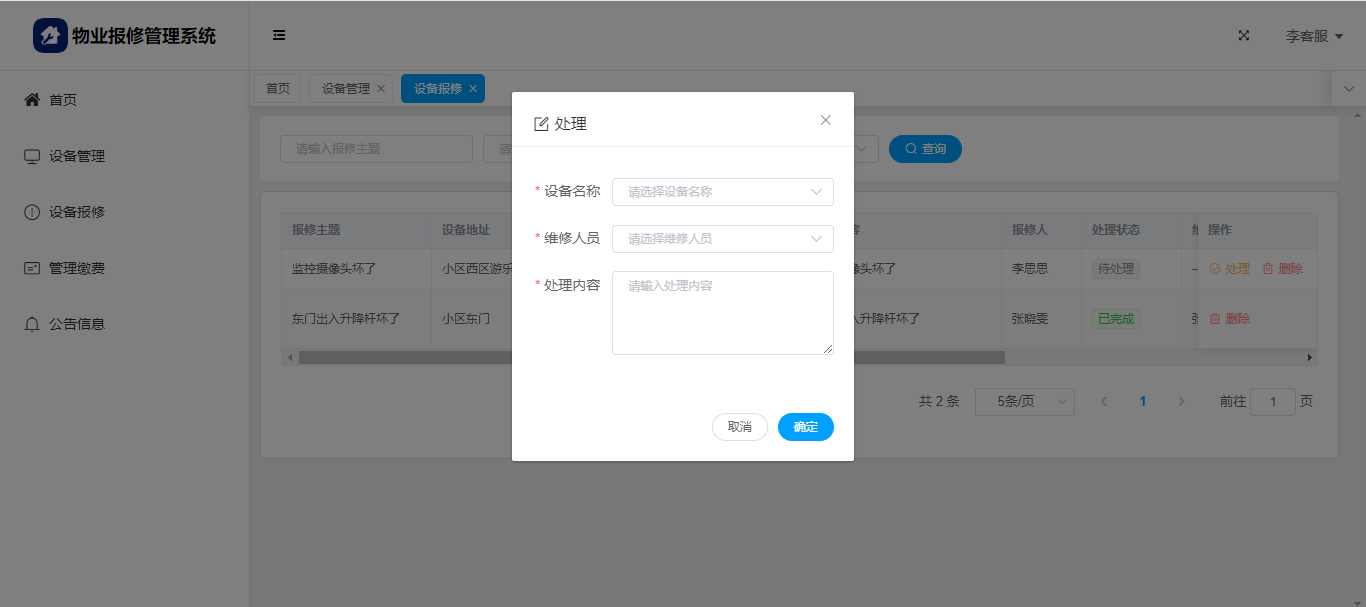 物业报修管理系统
李客服
首页
设备管理
设备报修
管理缴费
公告信息
首页
设备管理
设备报修
请输入报修主题
请
查询
报修主题
设备地址
容
报修人
处理状态
操作
监控摄像头坏了
小区西区游乐
像头坏了
李思思
待处理
--
处理
删除
东门出入升降杆坏了
小区东门
入升降杆坏了
张晓雯
已完成
张
删除
共 2 条
5条/页
1
前往
1
页
处理
* 设备名称
请选择设备名称
* 维修人员
请选择维修人员
* 处理内容
请输入处理内容
取消
确定